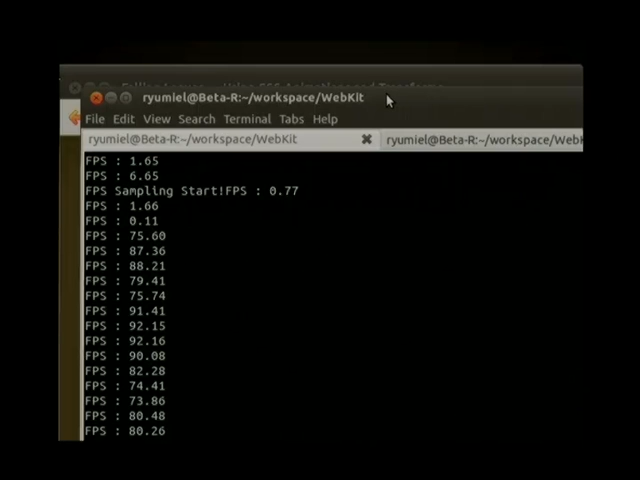 ryumiel@Beta-R:~/workspace/WebKit
File Edit View Search Terminal Tabs Help
ryumiel@Beta-R:~/workspace/WebKit ryumiel@Beta-R:~/workspace/WebKi
FPS : 1.65
FPS : 6.65
FPS Sampling Start!FPS : 0.77
FPS : 1.66
FPS : 0.11
FPS : 75.60
FPS : 87.36
FPS : 88.21
FPS : 79.41
FPS : 75.74
FPS : 91.41
FPS : 92.15
FPS : 92.16
FPS : 90.08
FPS : 82.28
FPS : 74.41
FPS : 73.86
FPS : 80.48
FPS : 80.26